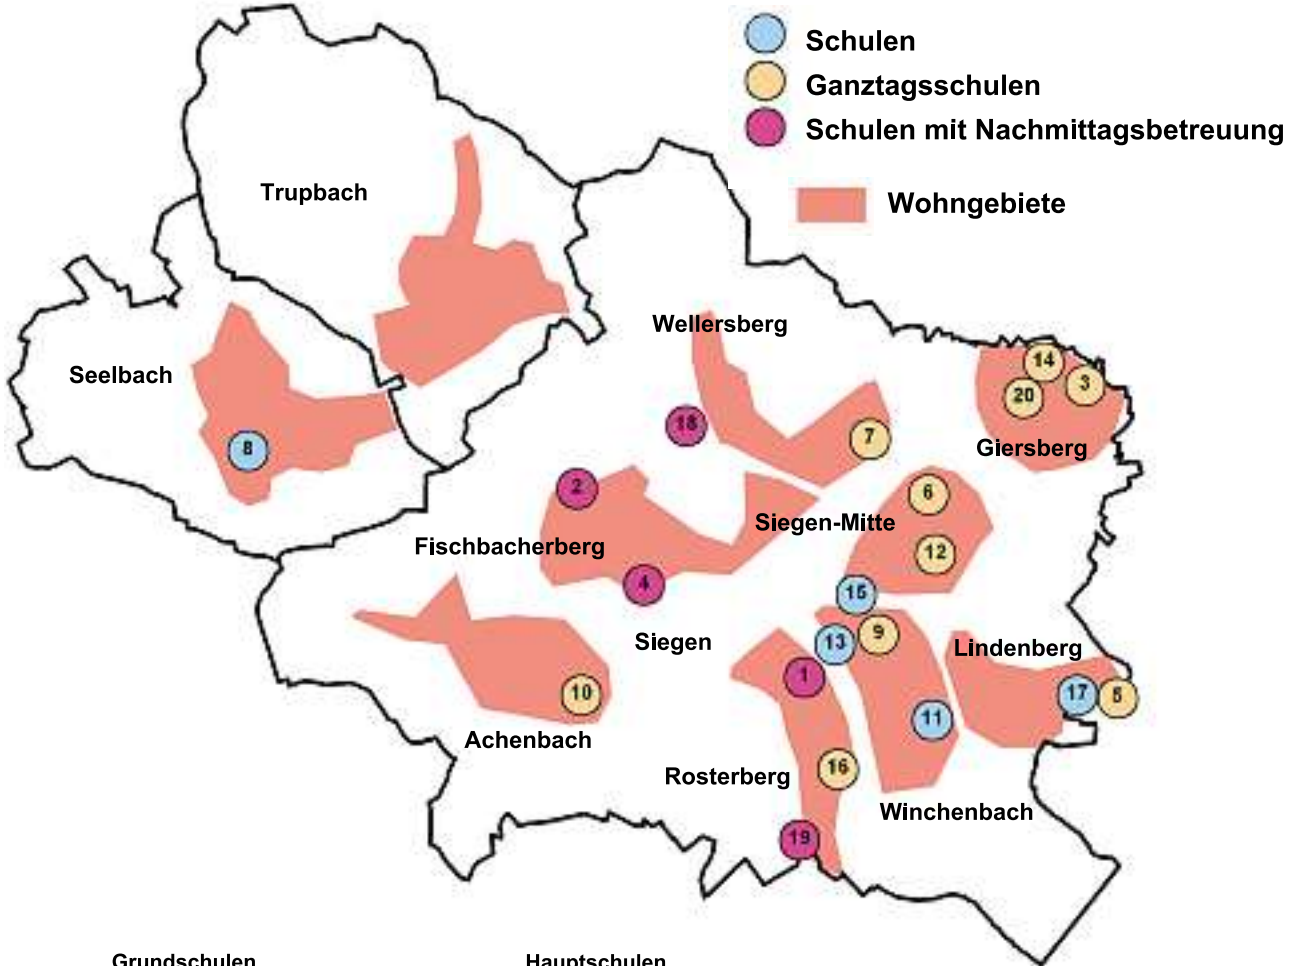 Schulen
Ganztagsschulen
Schulen mit Nachmittagsbetreuung
Wohngebiete
Trupbach
Wellersberg
Seelbach
14
3
20
8
18
7
Giersberg
2
6
Siegen-Mitte
Fischbacherberg
12
4
15
Siegen
13
9
Lindenberg
1
10
17
5
11
Achenbach
16
Rosterberg
Winchenbach
19
Grundschulen
Hauptschulen